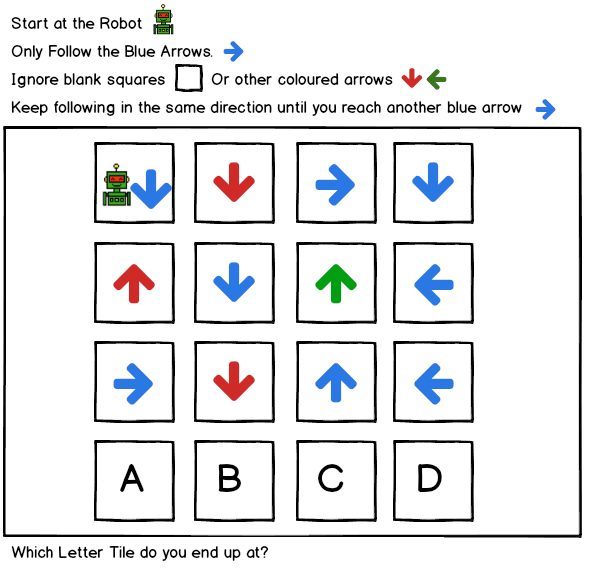 Start at the Robot
Only Follow the Blue Arrows.
Ignore blank squares Or other coloured arrows
Keep following in the same direction until you reach another blue arrow
A B C D
Which Letter Tile do you end up at?